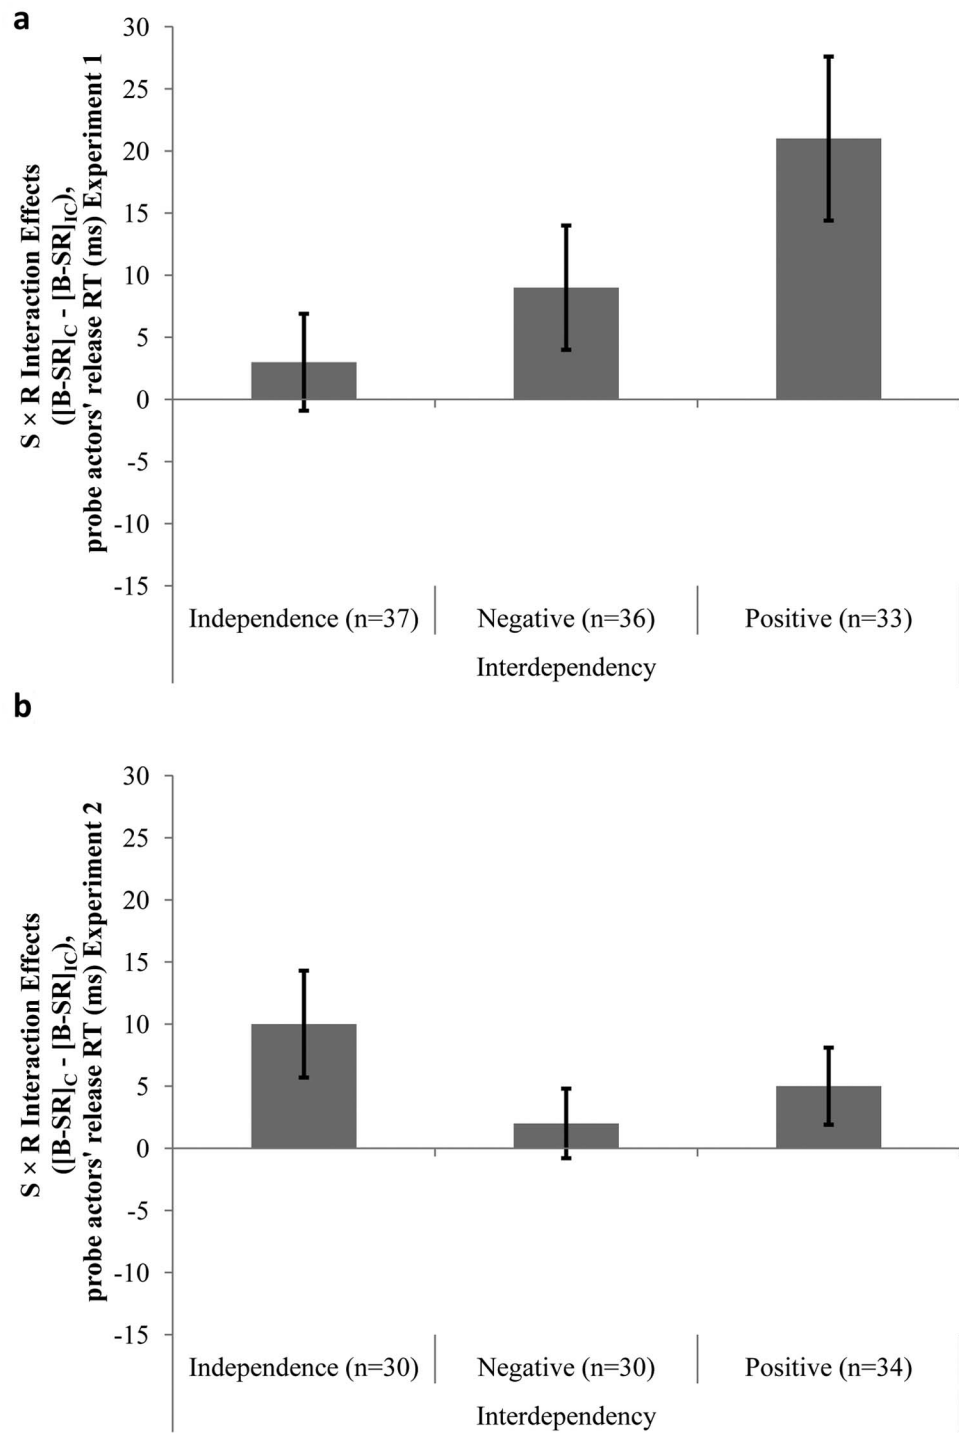 a
S × R Interaction Effects
([B-SR]C - [B-SR]IC),
probe actors' release RT (ms) Experiment 1
30
25
20
15
10
5
0
-5
-10
-15
Independence (n=37)
Negative (n=36)
Positive (n=33)
Interdependency
b
S × R Interaction Effects
([B-SR]C - [B-SR]IC),
probe actors' release RT (ms) Experiment 2
30
25
20
15
10
5
0
-5
-10
-15
Independence (n=30)
Negative (n=30)
Positive (n=34)
Interdependency